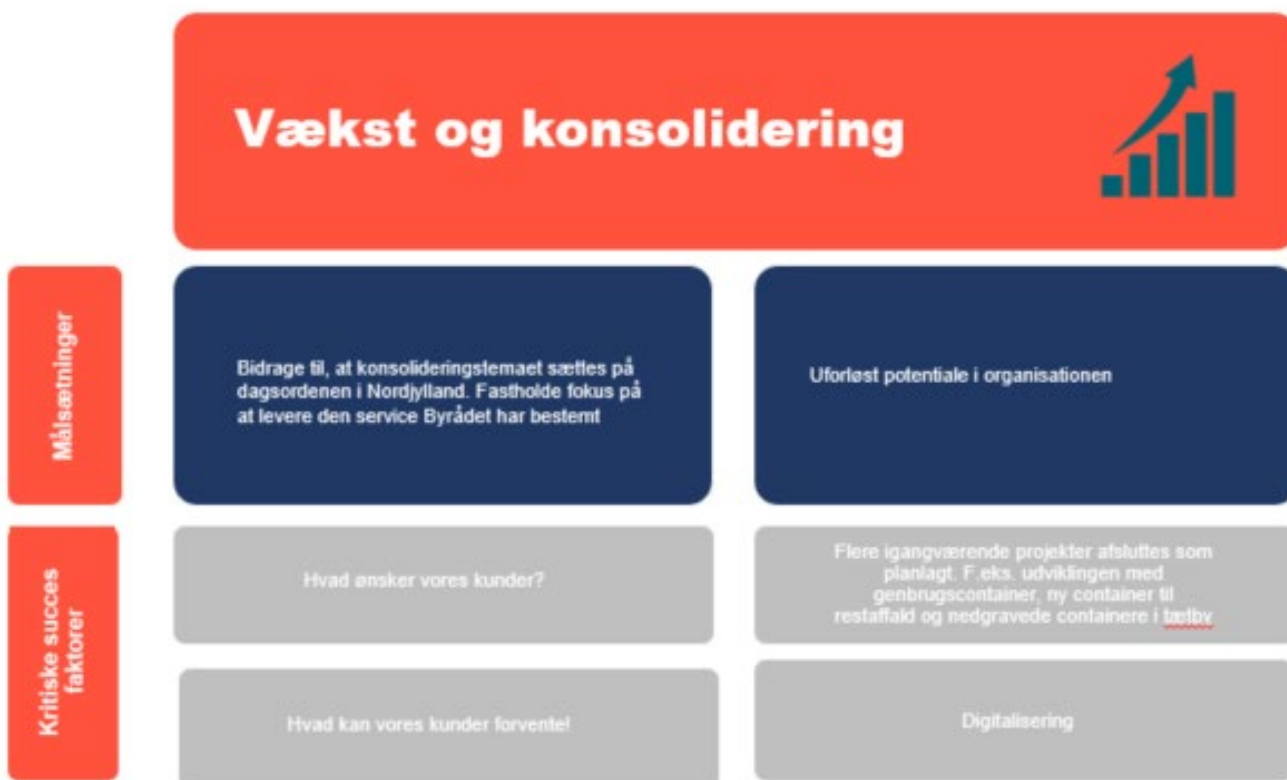 Vækst og konsolidering
Målsætninger
Bidrage til, at konsolideringstemaet sættes på
dagsordenen i Nordjylland. Fastholde fokus på
at levere den service Byrådet har bestemt
Uforløst potentiale i organisationen
Kritiske succes
faktorer
Hvad ønsker vores kunder?
Flere igangværende projekter afsluttes som
planlagt. F.eks. udviklingen med
genbrugscontainer, ny container til
restaffald og nedgravede containere i tætby
Hvad kan vores kunder forvente!
Digitalisering